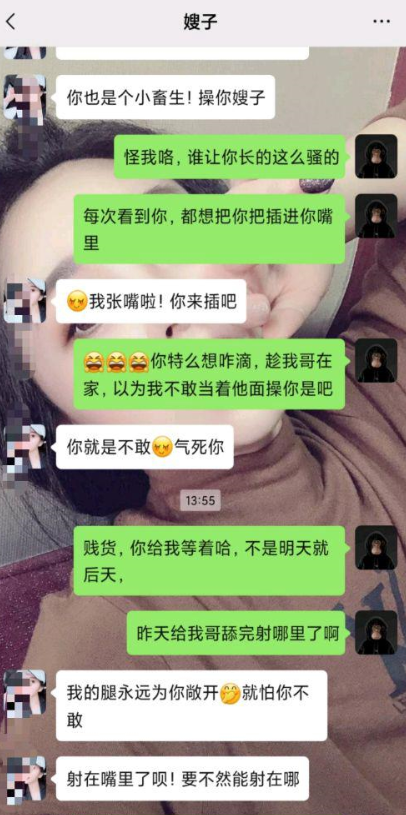 嫂子
你也是个小畜生！操你嫂子
怪我咯，谁让你长的这么骚的
每次看到你，都想把你把插进你嘴
里
我张嘴啦！你来插吧
你特么想咋滴，趁我哥在
家，以为我不敢当着他面操你是吧
你就是不敢气死你
13:55
贱货，你给我等着哈，不是明天就
后天，
昨天给我哥舔完射哪里了啊
我的腿永远为你敞开就怕你不
敢
射在嘴里了呗！要不然能射在哪